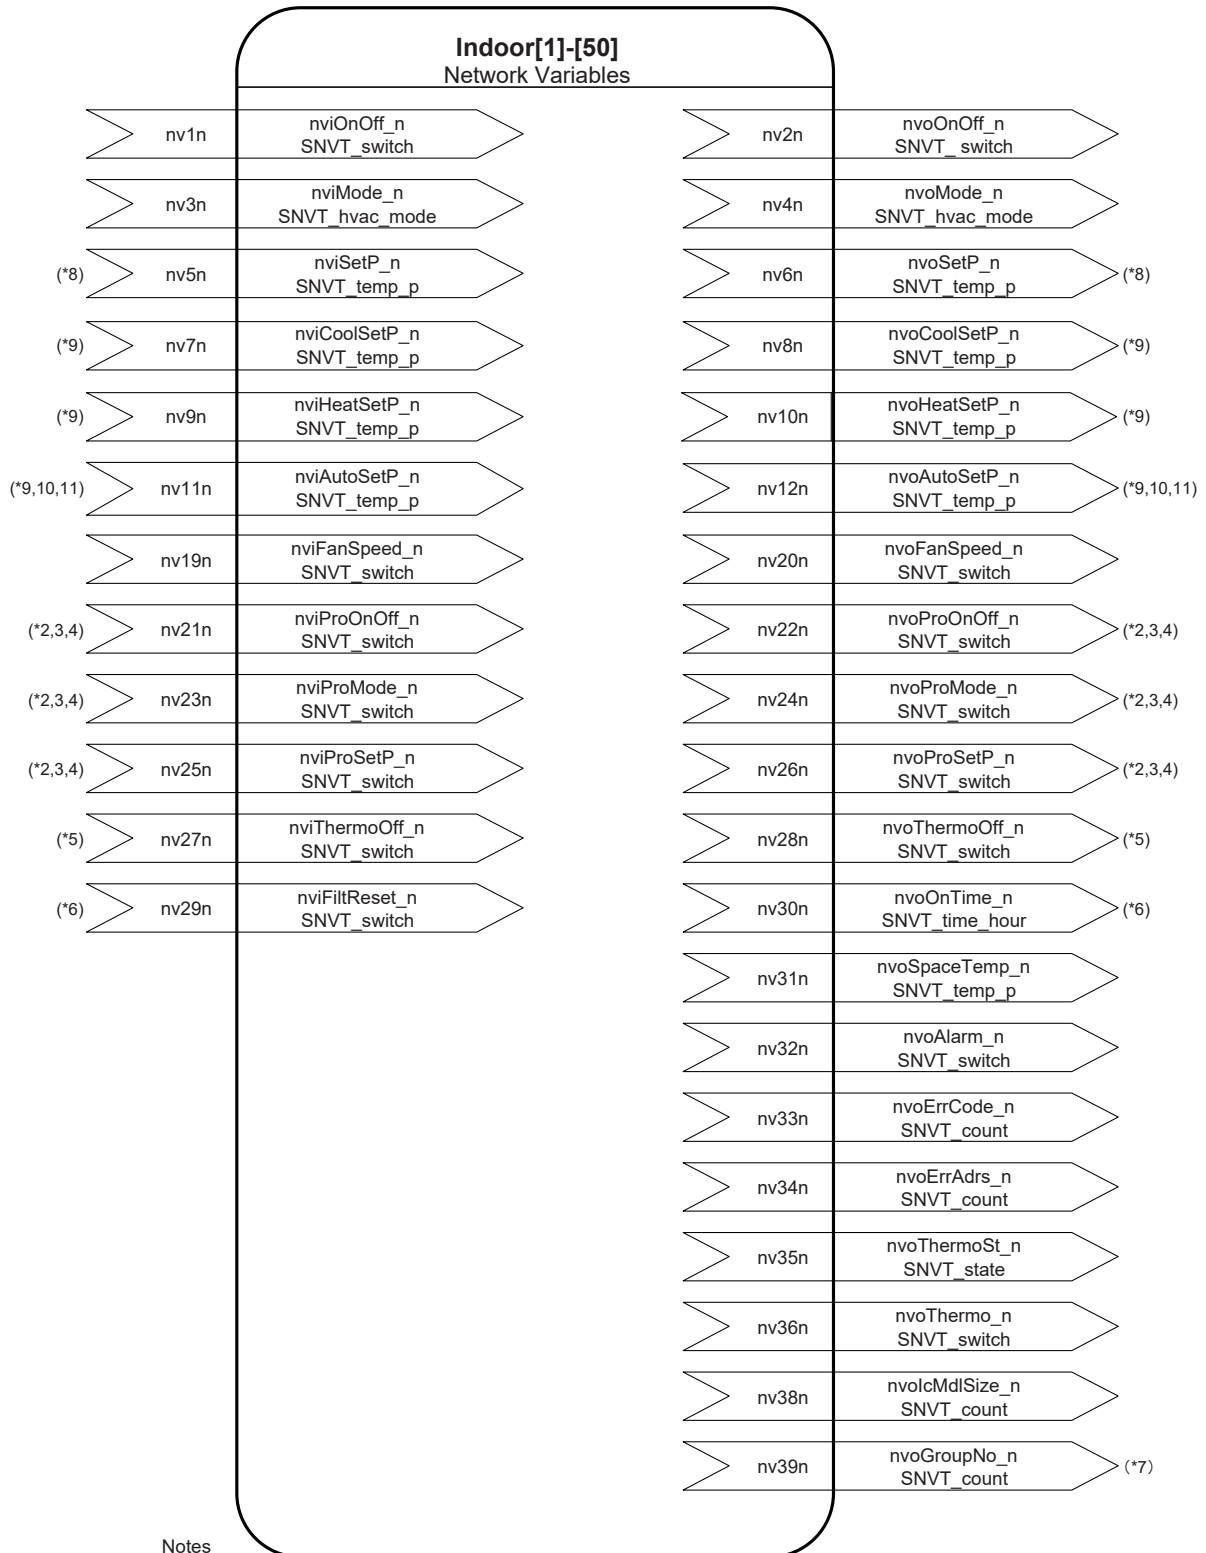 Indoor[1]-[50]
Network Variables
nv1n
nviOnOff_n
SNVT_switch
nv2n
nvoOnOff_n
SNVT_ switch
nv3n
nviMode_n
SNVT_hvac_mode
nv4n
nvoMode_n
SNVT_hvac_mode
(*8)
nv5n
nviSetP_n
SNVT_temp_p
nv6n
nvoSetP_n
SNVT_temp_p
(*8)
(*9)
nv7n
nviCoolSetP_n
SNVT_temp_p
nv8n
nvoCoolSetP_n
SNVT_temp_p
(*9)
(*9)
nv9n
nviHeatSetP_n
SNVT_temp_p
nv10n
nvoHeatSetP_n
SNVT_temp_p
(*9)
(*9,10,11)
nv11n
nviAutoSetP_n
SNVT_temp_p
nv12n
nvoAutoSetP_n
SNVT_temp_p
(*9,10,11)
nv19n
nviFanSpeed_n
SNVT_switch
nv20n
nvoFanSpeed_n
SNVT_switch
(*2,3,4)
nv21n
nviProOnOff_n
SNVT_switch
nv22n
nvoProOnOff_n
SNVT_switch
(*2,3,4)
(*2,3,4)
nv23n
nviProMode_n
SNVT_switch
nv24n
nvoProMode_n
SNVT_switch
(*2,3,4)
(*2,3,4)
nv25n
nviProSetP_n
SNVT_switch
nv26n
nvoProSetP_n
SNVT_switch
(*2,3,4)
(*5)
nv27n
nviThermoOff_n
SNVT_switch
nv28n
nvoThermoOff_n
SNVT_switch
(*5)
(*6)
nv29n
nviFiltReset_n
SNVT_switch
nv30n
nvoOnTime_n
SNVT_time_hour
(*6)
nv31n
nvoSpaceTemp_n
SNVT_temp_p
nv32n
nvoAlarm_n
SNVT_switch
nv33n
nvoErrCode_n
SNVT_count
nv34n
nvoErrAdrs_n
SNVT_count
nv35n
nvoThermoSt_n
SNVT_state
nv36n
nvoThermo_n
SNVT_switch
nv38n
nvoIcMdlSize_n
SNVT_count
nv39n
nvoGroupNo_n
SNVT_count
(*7)
Notes